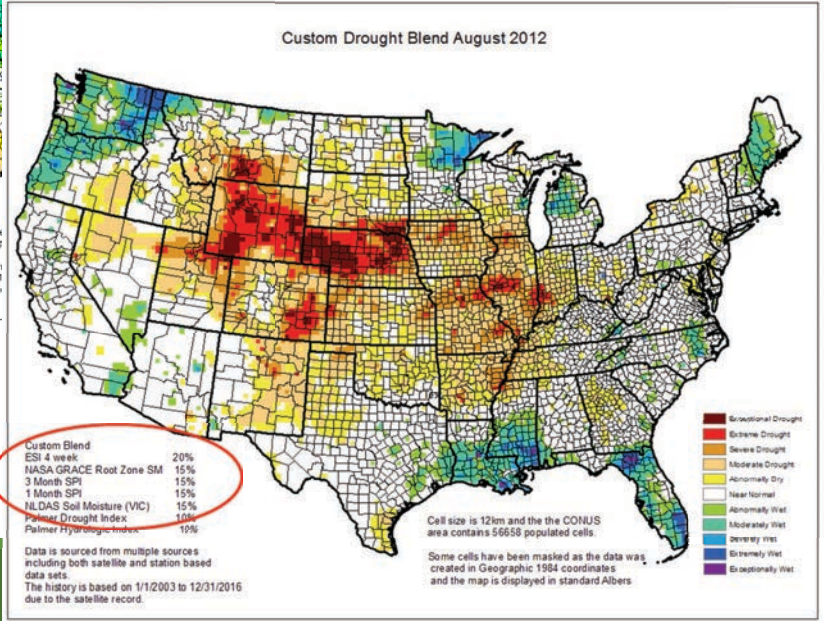 Custom Drought Blend August 2012
Custom Blend
ESI 4 week 20%
NASA GRACE Root Zone SM 15%
3 Month SPI 15%
1 Month SPI 15%
NLDAS Soil Moisture (VIC) 15%
Palmer Drought Index 10%
Palmer Hydrologic Index 10%
Data is sourced from multiple sources
including both satellite and station based
data sets.
The history is based on 1/1/2003 to 12/31/2016
due to the satellite record.
Cell size is 12km and the the CONUS
area contains 56658 populated cells.
Some cells have been masked as the data was
created in Geographic 1984 coordinates
and the map is displayed in standard Albers
Exceptional Drought
Extreme Drought
Severe Drought
Moderate Drought
Abnormally Dry
Near Normal
Abnormally Wet
Moderately Wet
Severely Wet
Extremely Wet
Exceptionally Wet